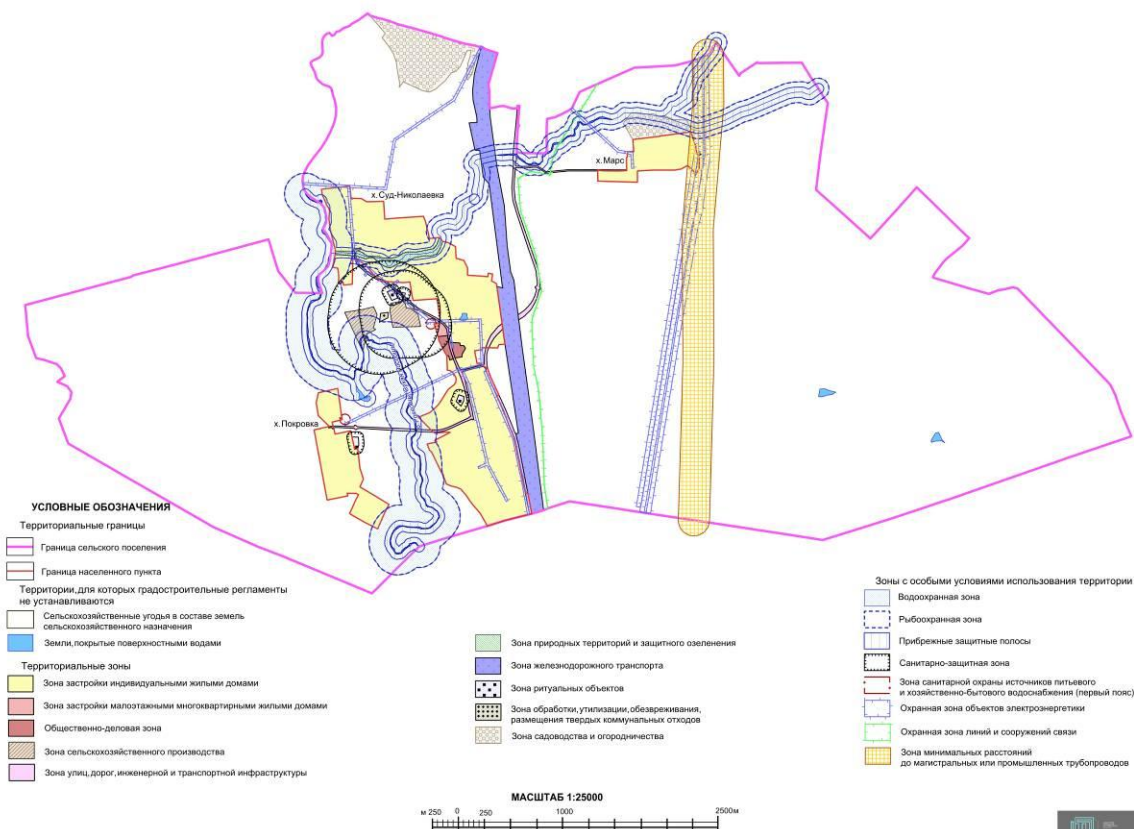 х.Марс
х.Суд-Николаевка
х.Покровка
УСЛОВНЫЕ ОБОЗНАЧЕНИЯ
Территориальные границы
Граница сельского поселения
Граница населенного пункта
Территории,для которых градостроительные регламенты
не устанавливаются
Сельскохозяйственные угодья в составе земель
сельскохозяйственного назначения
Земли,покрытые поверхностными водами
Территориальные зоны
Зона застройки индивидуальными жилыми домами
Зона застройки малоэтажными многоквартирными жилыми домами
Общественно-деловая зона
Зона сельскохозяйственного производства
Зона улиц,дорог,инженерной и транспортной инфраструктуры
Зона природных территорий и защитного озеленения
Зона железнодорожного транспорта
Зона ритуальных объектов
Зона обработки,утилизации,обезвреживания,
размещения твердых коммунальных отходов
Зона садоводства и огородничества
Зоны с особыми условиями использования территории
Водоохранная зона
Рыбоохранная зона
Прибрежные защитные полосы
Санитарно-защитная зона
Зона санитарной охраны источников питьевого
и хозяйственно-бытового водоснабжения (первый пояс)
Охранная зона объектов электроэнергетики
Охранная зона линий и сооружений связи
Зона минимальных расстояний
до магистральных или промышленных трубопроводов
МАСШТАБ 1:25000
м 250 0 250 1000 2500м